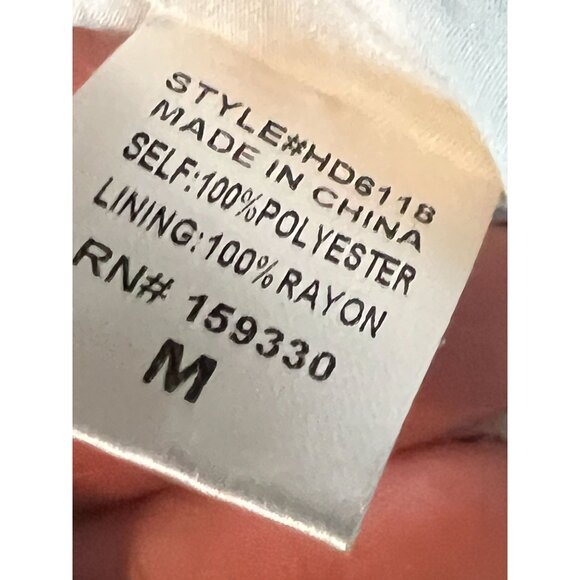 STYLE#HD6118
MADE IN CHINA
SELF:100%POLYESTER
LINING:100%RAYON
RN# 159330
M